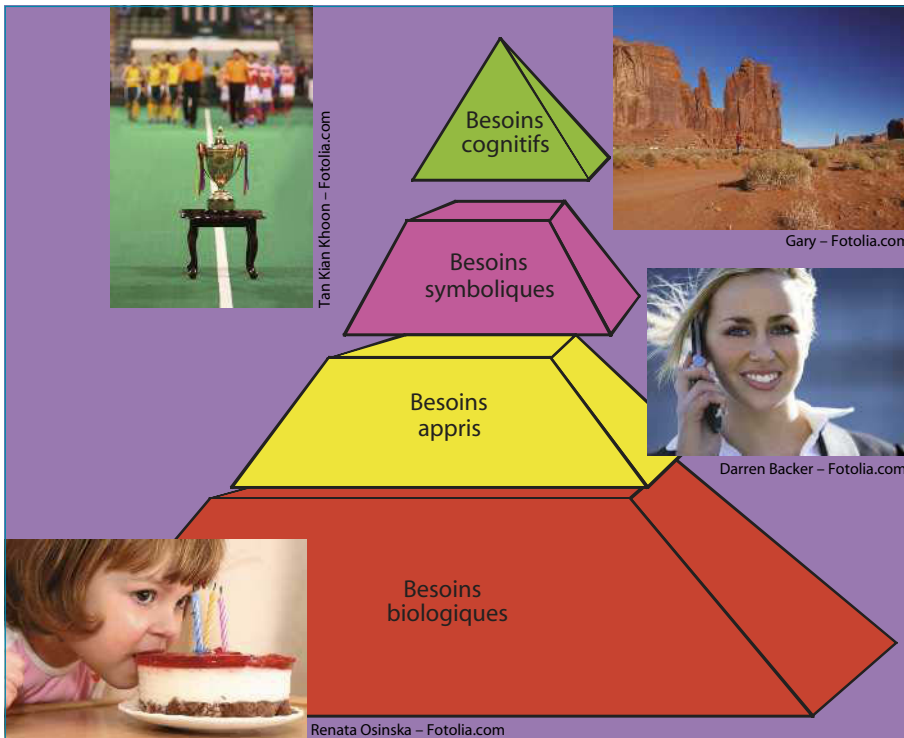 Tan Kian Khoon – Fotolia.com
Besoins
cognitifs
Gary – Fotolia.com
Besoins
symboliques
Besoins
appris
Darren Backer – Fotolia.com
Besoins
biologiques
Renata Osinska – Fotolia.com